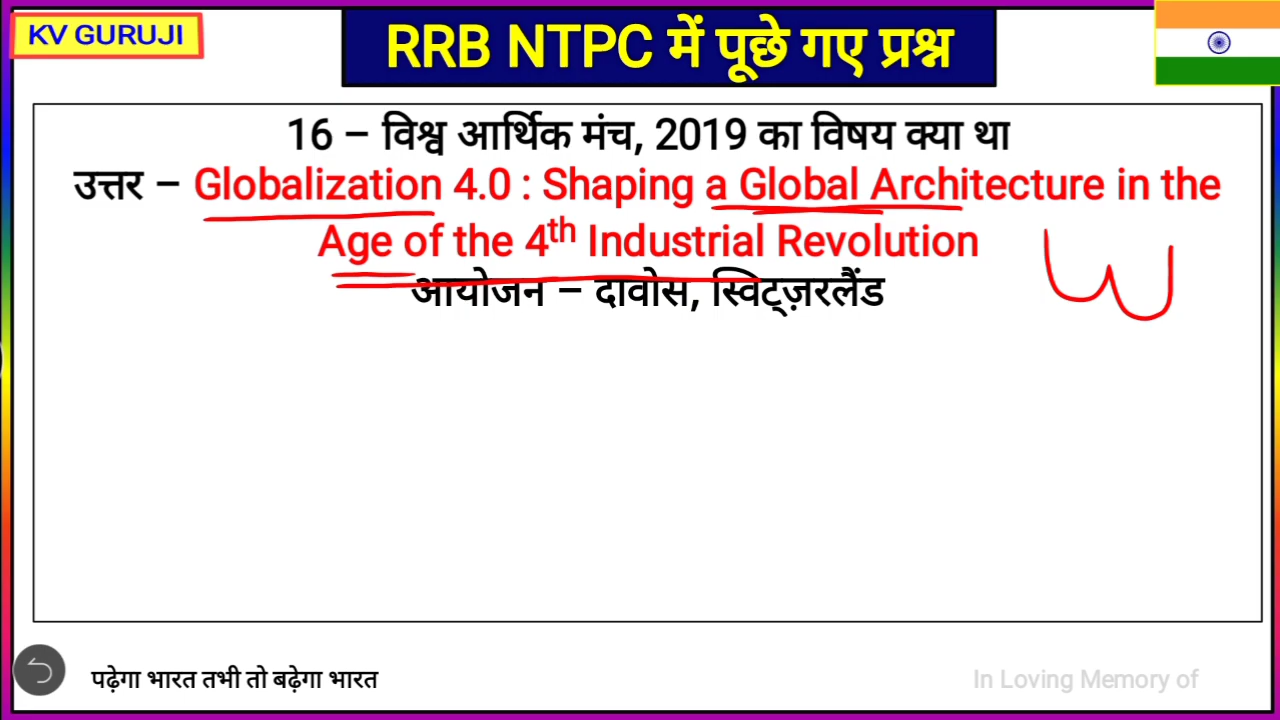 KV GURUJI
RRB NTPC में पूछे गए प्रश्न
16 – विश्व आर्थिक मंच, 2019 का विषय क्या था
उत्तर – Globalization 4.0 : Shaping a Global Architecture in the
Age of the 4th Industrial Revolution
आयोजन – दावोस, स्विट्ज़रलैंड
W
पढ़ेगा भारत तभी तो बढ़ेगा भारत
In Loving Memory of